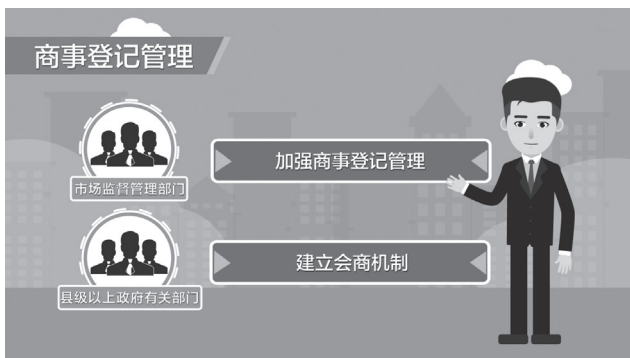 商事登记管理
市场监督管理部门
加强商事登记管理
县级以上政府有关部门
建立会商机制